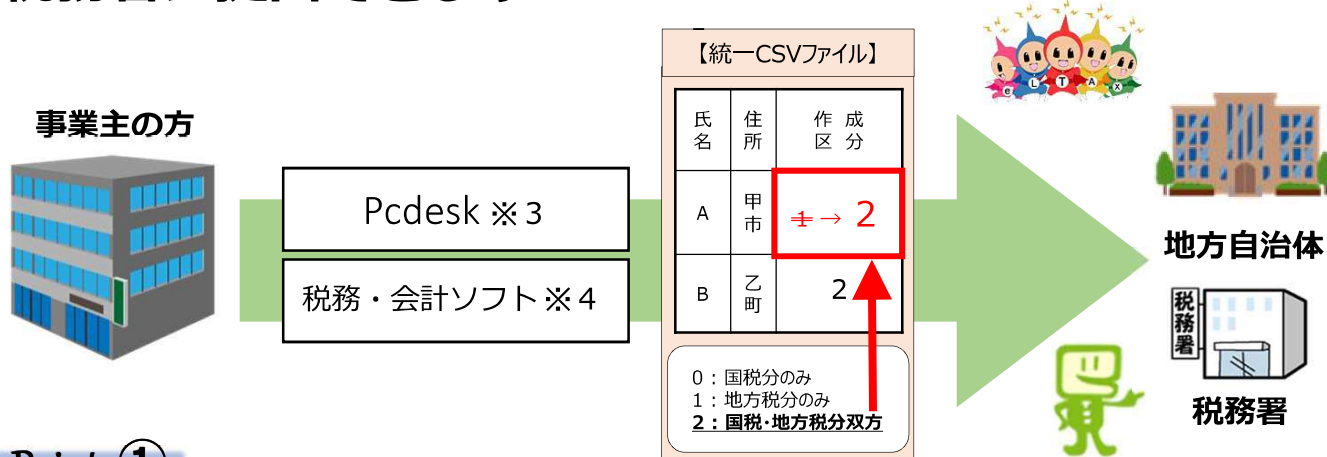 【統一CSVファイル】
事業主の方
氏名
住所
作成区分
Pcdesk ※3
A
甲市
1 → 2
地方自治体
税務・会計ソフト※4
B
乙町
2
税務署
0：国税分のみ
1：地方税分のみ
2：国税・地方税分双方
税務署
e L T A X